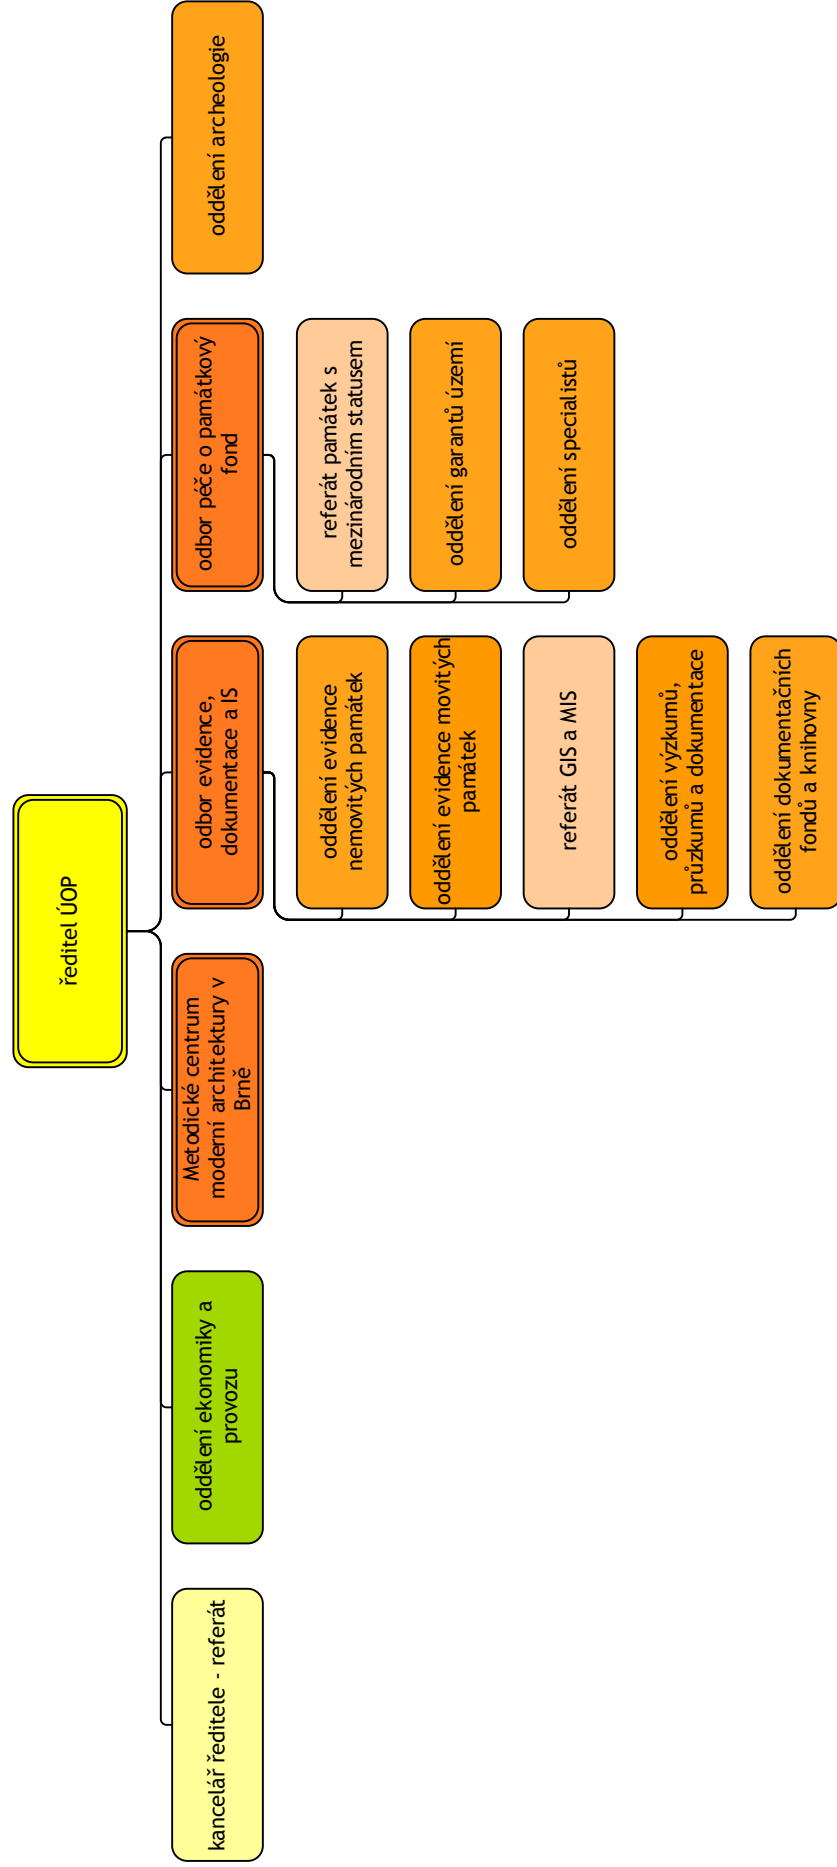 ředitel ÚOP
kancelář ředitele - referát
oddělení ekonomiky a
provozu
Metodické centrum
moderní architektury v
Brně
odbor evidence,
dokumentace a IS
oddělení evidence
nemovitých památek
oddělení evidence movitých
památek
referát GIS a MIS
oddělení výzkumů,
průzkumů a dokumentace
oddělení dokumentačních
fondů a knihovny
odbor péče o památkový
fond
referát památek s
mezinárodním statusem
oddělení garantů území
oddělení specialistů
oddělení archeologie